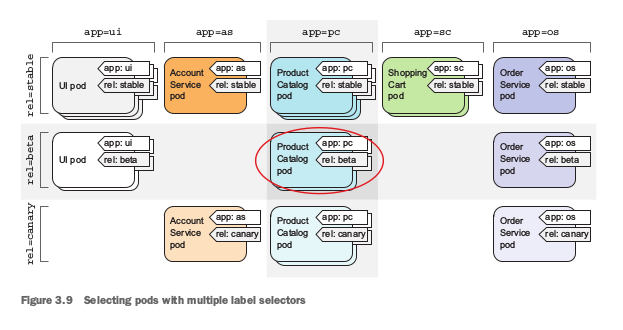 app=ui
app=as
app=pc
app=sc
app=os
rel=stable
UI pod
app: ui
rel: stable
Account
Service
pod
app: as
rel: stable
Product
Catalog
pod
app: pc
rel: stable
Shopping
Cart
pod
app: sc
rel: stable
Order
Service
pod
app: os
rel: stable
rel=beta
UI pod
app: ui
rel: beta
Product
Catalog
pod
app: pc
rel: beta
Order
Service
pod
app: os
rel: beta
rel=canary
Account
Service
pod
app: as
rel: canary
Product
Catalog
pod
app: pc
rel: canary
Order
Service
pod
app: os
rel: canary
Figure 3.9 Selecting pods with multiple label selectors